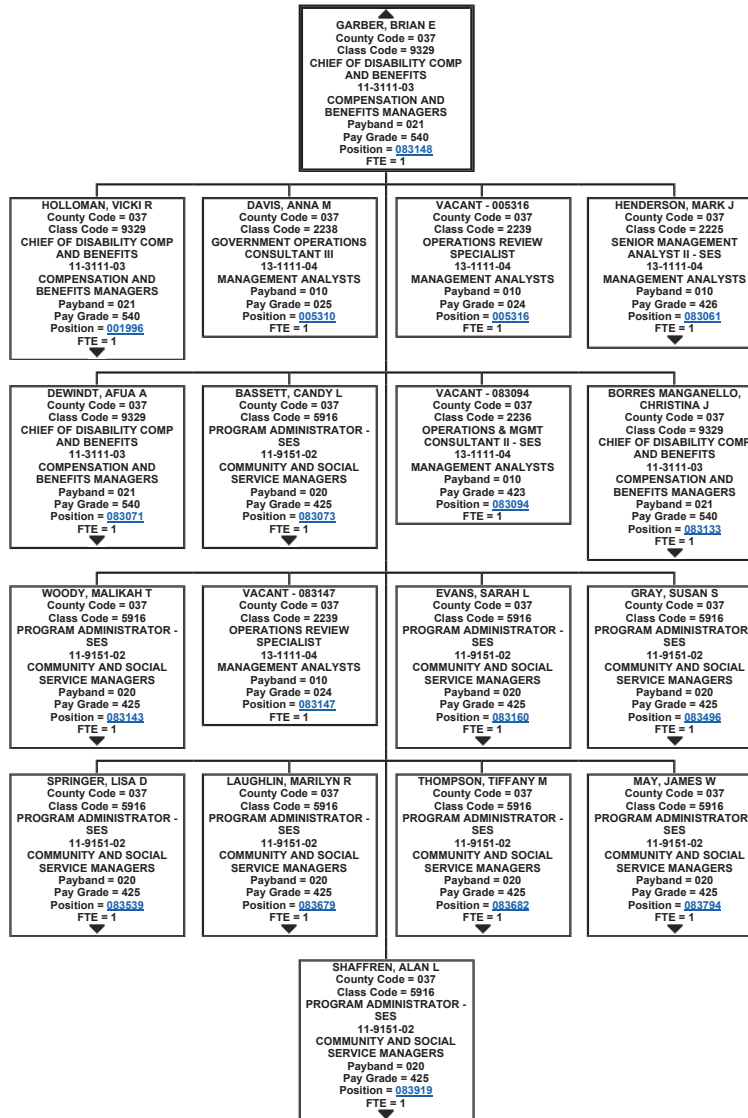 GARBER, BRIAN E
County Code = 037
Class Code = 9329
CHIEF OF DISABILITY COMP
AND BENEFITS
11-3111-03
COMPENSATION AND
BENEFITS MANAGERS
Payband = 021
Pay Grade = 540
Position = 083148
FTE = 1
HOLLOMAN, VICKI R
County Code = 037
Class Code = 9329
CHIEF OF DISABILITY COMP
AND BENEFITS
11-3111-03
COMPENSATION AND
BENEFITS MANAGERS
Payband = 021
Pay Grade = 540
Position = 001996
FTE = 1
DAVIS, ANNA M
County Code = 037
Class Code = 2238
GOVERNMENT OPERATIONS
CONSULTANT III
13-1111-04
MANAGEMENT ANALYSTS
Payband = 010
Pay Grade = 025
Position = 005310
FTE = 1
VACANT - 005316
County Code = 037
Class Code = 2239
OPERATIONS REVIEW
SPECIALIST
13-1111-04
MANAGEMENT ANALYSTS
Payband = 010
Pay Grade = 024
Position = 005316
FTE = 1
HENDERSON, MARK J
County Code = 037
Class Code = 2225
SENIOR MANAGEMENT
ANALYST II - SES
13-1111-04
MANAGEMENT ANALYSTS
Payband = 010
Pay Grade = 426
Position = 083061
FTE = 1
DEWINDT, AFUA A
County Code = 037
Class Code = 9329
CHIEF OF DISABILITY COMP
AND BENEFITS
11-3111-03
COMPENSATION AND
BENEFITS MANAGERS
Payband = 021
Pay Grade = 540
Position = 083071
FTE = 1
BASSETT, CANDY L
County Code = 037
Class Code = 5916
PROGRAM ADMINISTRATOR -
SES
11-9151-02
COMMUNITY AND SOCIAL
SERVICE MANAGERS
Payband = 020
Pay Grade = 425
Position = 083073
FTE = 1
VACANT - 083094
County Code = 037
Class Code = 2236
OPERATIONS & MGMT
CONSULTANT II - SES
13-1111-04
MANAGEMENT ANALYSTS
Payband = 010
Pay Grade = 423
Position = 083094
FTE = 1
BORRES MANGANELLO,
CHRISTINA J
County Code = 037
Class Code = 9329
CHIEF OF DISABILITY COMP
AND BENEFITS
11-3111-03
COMPENSATION AND
BENEFITS MANAGERS
Payband = 021
Pay Grade = 540
Position = 083133
FTE = 1
WOODY, MALIKAH T
County Code = 037
Class Code = 5916
PROGRAM ADMINISTRATOR -
SES
11-9151-02
COMMUNITY AND SOCIAL
SERVICE MANAGERS
Payband = 020
Pay Grade = 425
Position = 083143
FTE = 1
VACANT - 083147
County Code = 037
Class Code = 2239
OPERATIONS REVIEW
SPECIALIST
13-1111-04
MANAGEMENT ANALYSTS
Payband = 010
Pay Grade = 024
Position = 083147
FTE = 1
EVANS, SARAH L
County Code = 037
Class Code = 5916
PROGRAM ADMINISTRATOR -
SES
11-9151-02
COMMUNITY AND SOCIAL
SERVICE MANAGERS
Payband = 020
Pay Grade = 425
Position = 083160
FTE = 1
GRAY, SUSAN S
County Code = 037
Class Code = 5916
PROGRAM ADMINISTRATOR
SES
11-9151-02
COMMUNITY AND SOCIAL
SERVICE MANAGERS
Payband = 020
Pay Grade = 425
Position = 083496
FTE = 1
SPRINGER, LISA D
County Code = 037
Class Code = 5916
PROGRAM ADMINISTRATOR -
SES
11-9151-02
COMMUNITY AND SOCIAL
SERVICE MANAGERS
Payband = 020
Pay Grade = 425
Position = 083539
FTE = 1
LAUGHLIN, MARILYN R
County Code = 037
Class Code = 5916
PROGRAM ADMINISTRATOR -
SES
11-9151-02
COMMUNITY AND SOCIAL
SERVICE MANAGERS
Payband = 020
Pay Grade = 425
Position = 083679
FTE = 1
THOMPSON, TIFFANY M
County Code = 037
Class Code = 5916
PROGRAM ADMINISTRATOR -
SES
11-9151-02
COMMUNITY AND SOCIAL
SERVICE MANAGERS
Payband = 020
Pay Grade = 425
Position = 083682
FTE = 1
MAY, JAMES W
County Code = 037
Class Code = 5916
PROGRAM ADMINISTRATOR
SES
11-9151-02
COMMUNITY AND SOCIAL
SERVICE MANAGERS
Payband = 020
Pay Grade = 425
Position = 083794
FTE = 1
SHAFFREN, ALAN L
County Code = 037
Class Code = 5916
PROGRAM ADMINISTRATOR -
SES
11-9151-02
COMMUNITY AND SOCIAL
SERVICE MANAGERS
Payband = 020
Pay Grade = 425
Position = 083919
FTE = 1